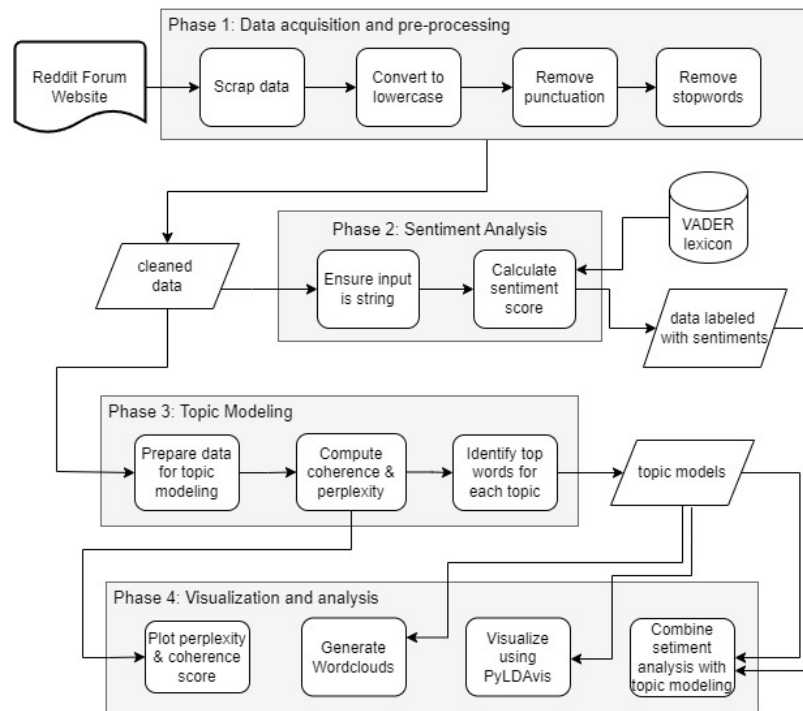 Phase 1: Data acquisition and pre-processing
Reddit Forum
Website
Scrap data
Convert to
lowercase
Remove
punctuation
Remove
stopwords
Phase 2: Sentiment Analysis
VADER
lexicon
cleaned
data
Ensure input
is string
Calculate
sentiment
score
data labeled
with sentiments
Phase 3: Topic Modeling
Prepare data
for topic
modeling
Compute
coherence &
perplexity
Identify top
words for
each topic
topic models
Phase 4: Visualization and analysis
Plot perplexity
& coherence
score
Generate
Wordclouds
Visualize
using
PyLDAvis
Combine
setiment
analysis with
topic modeling